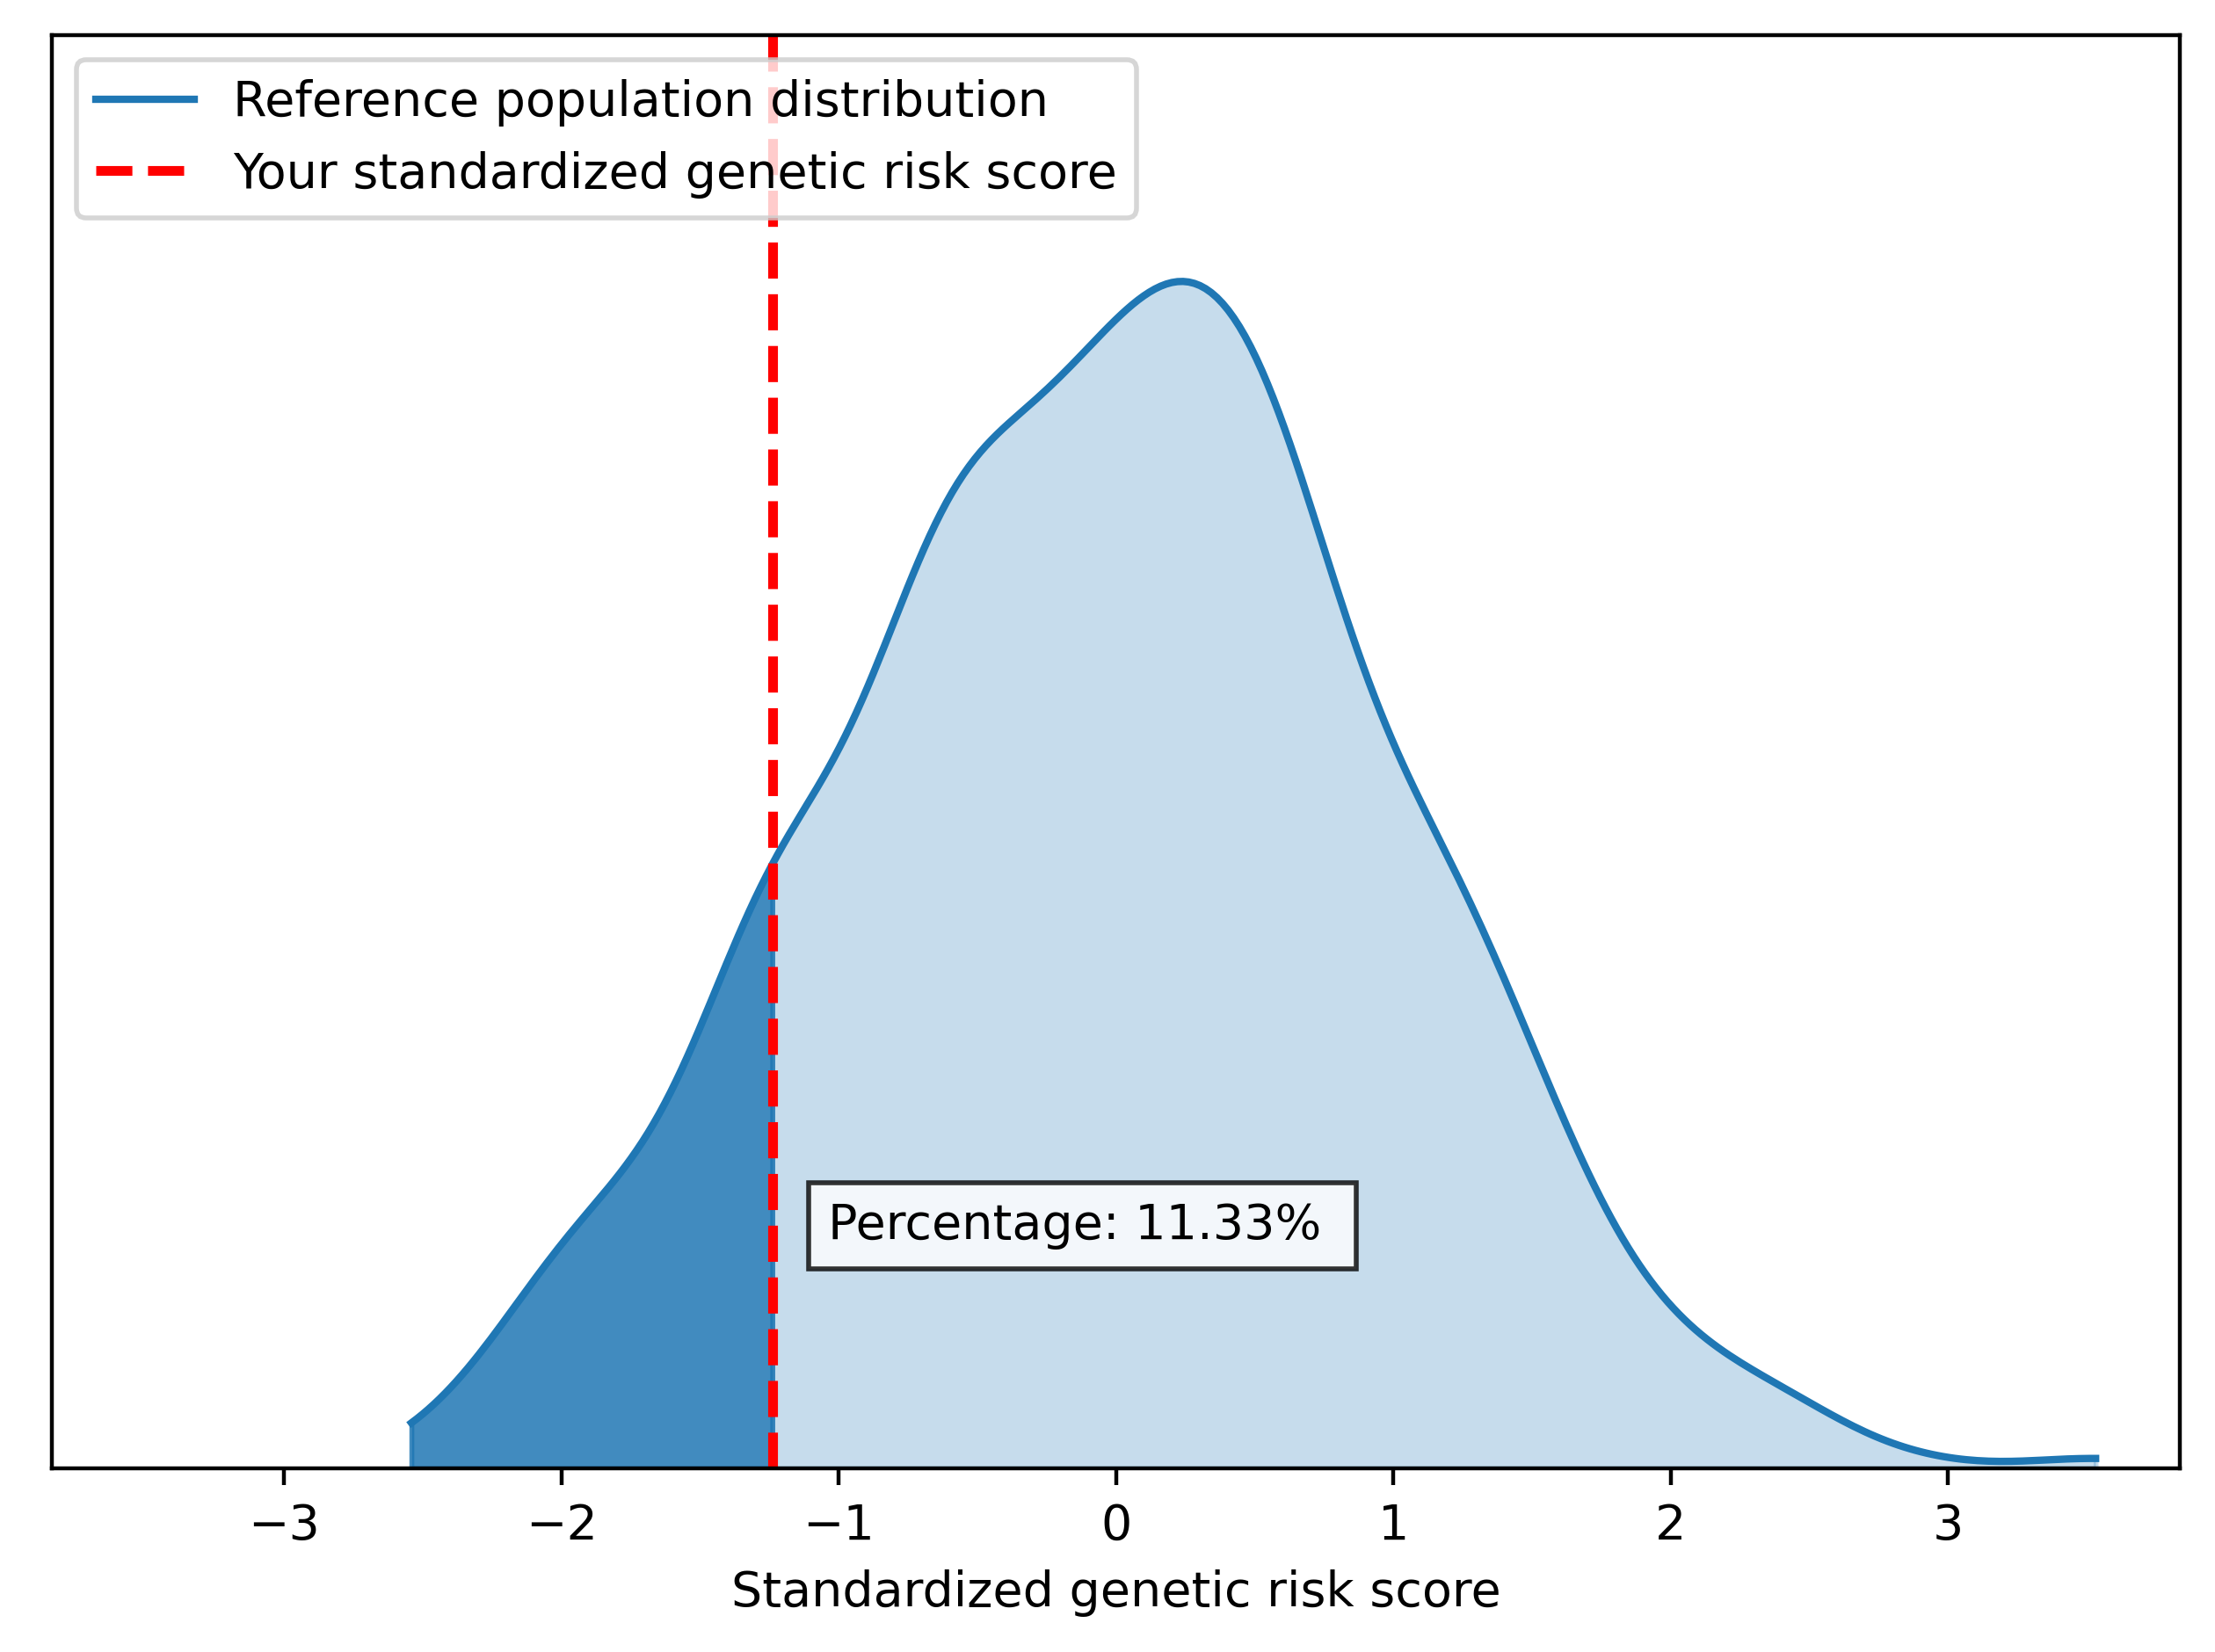 Reference population distribution
Your standardized genetic risk score
Percentage: 11.33%
−3 −2 −1 0 1 2 3
Standardized genetic risk score